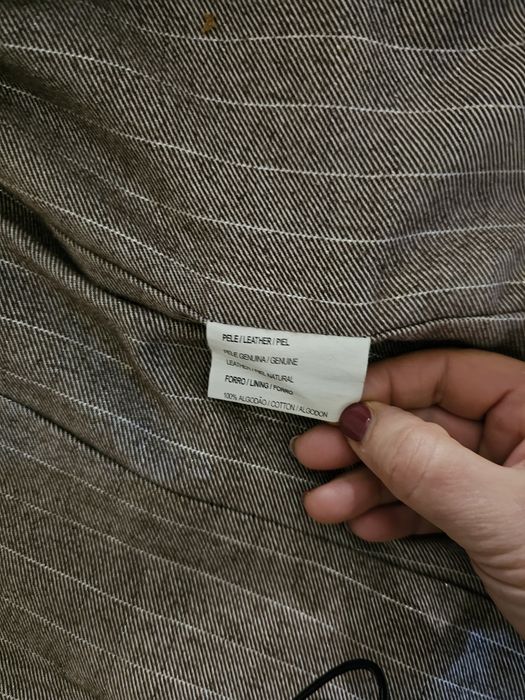 PELE / LEATHER / PIEL
PELE GENUINA / GENUINE
LEATHER / PIEL NATURAL
FORRO / LINING / FORRO
100% ALGODÃO / COTTON / ALGODON